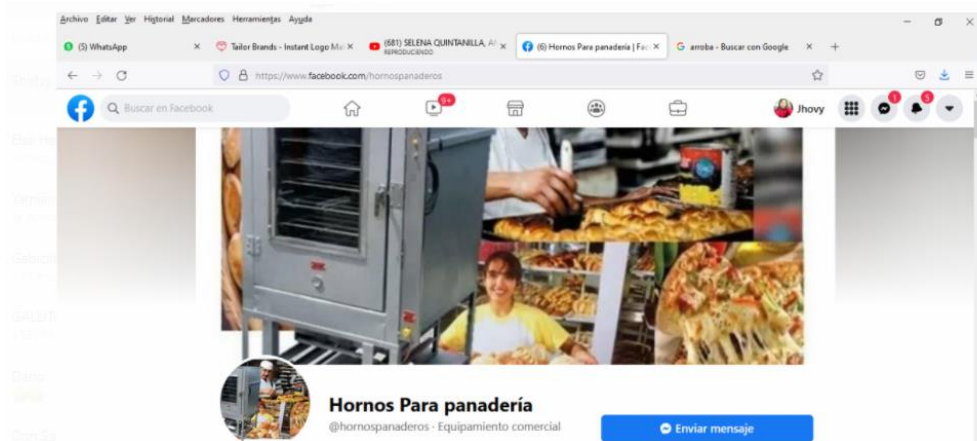 Archivo Editar Ver Historial Marcadores Herramientas Ayuda
(5) WhatsApp
Tailor Brands - Instant Logo Ma
(681) SELENA QUINTANILLA, A
REPRODUCIENDO
(6) Hornos Para panadería | Fac
arroba - Buscar con Google
https://www.facebook.com/hornospanaderos
Buscar en Facebook
9+
Jhovy
1
5
Hornos Para panadería
@hornospanaderos · Equipamiento comercial
Enviar mensaje